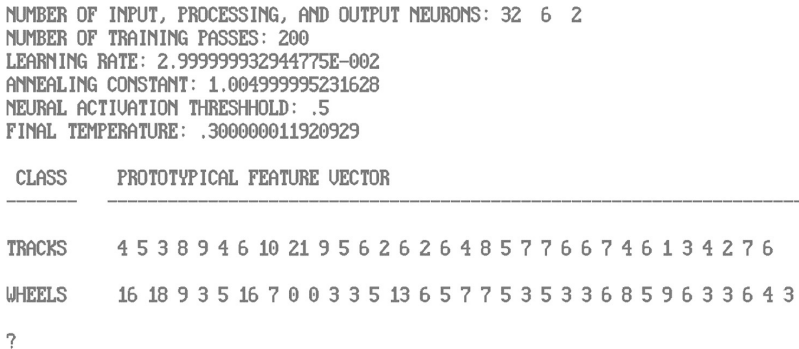 NUMBER OF INPUT, PROCESSING, AND OUTPUT NEURONS: 32 6 2
NUMBER OF TRAINING PASSES: 200
LEARNING RATE: 2.999999932944775E-002
ANNEALING CONSTANT: 1.004999995231628
NEURAL ACTIVATION THRESHHOLD: .5
FINAL TEMPERATURE: .300000011920929
CLASS PROTOTYPICAL FEATURE VECTOR
TRACKS 4 5 3 8 9 4 6 10 21 9 5 6 2 6 2 6 4 8 5 7 7 6 6 7 4 6 1 3 4 2 7 6
WHEELS 16 18 9 3 5 16 7 0 0 3 3 5 13 6 5 7 7 5 3 5 3 3 6 8 5 9 6 3 3 6 4 3
?